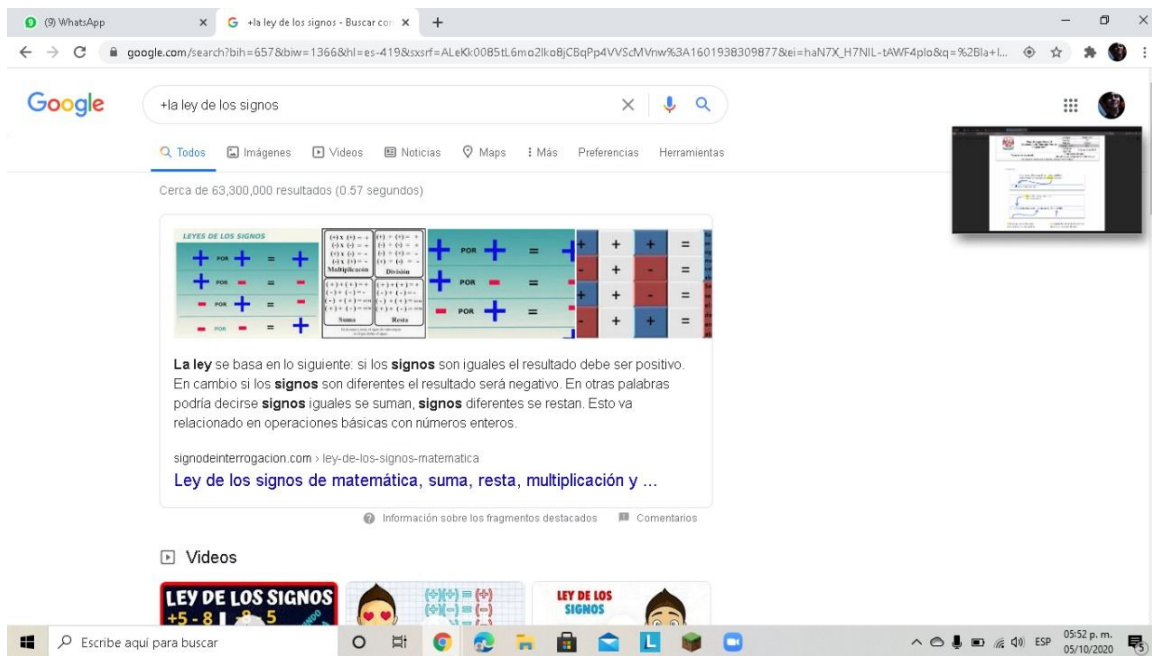 (9) WhatsApp
+la ley de los signos - Buscar con
google.com/search?bih=657&biw=1366&hl=es-419&sxsrf=ALeKk0085tL6mo2lko8jCBqPp4VVScMVnw%3A1601938309877&ei=haN7X_H7NIL-tAWF4plo&q=%2Bla+l...
Google
+la ley de los signos
Todos Imágenes Videos Noticias Maps Más Preferencias Herramientas
Cerca de 63,300,000 resultados (0.57 segundos)
LEYES DE LOS SIGNOS
+ POR + = +
+ POR - = -
- POR + = -
- POR - = +
Multiplicación División
Suma Resta
+ POR + = +
+ POR - =
- POR + =
+ + + =
- + - =
+ + - =
- + + =
La ley se basa en lo siguiente: si los signos son iguales el resultado debe ser positivo.
En cambio si los signos son diferentes el resultado será negativo. En otras palabras
podría decirse signos iguales se suman, signos diferentes se restan. Esto va
relacionado en operaciones básicas con números enteros.
signodeinterrogacion.com › ley-de-los-signos-matematica
Ley de los signos de matemática, suma, resta, multiplicación y ...
Información sobre los fragmentos destacados Comentarios
Videos
LEY DE LOS SIGNOS
+5 - 8
(+)(+) = (+)
(+)(-) = (-)
LEY DE LOS
SIGNOS
Escribe aquí para buscar
ESP
05:52 p. m.
05/10/2020